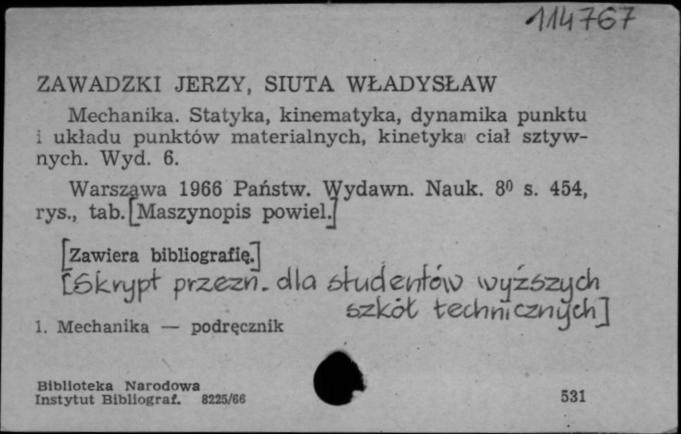 114767
ZAWADZKI JERZY, SIUTA WŁADYSŁAW
Mechanika. Statyka, kinematyka, dynamika punktu
i układu punktów materialnych, kinetyka ciał sztyw-
nych. Wyd. 6.
Warszawa 1966 Państw. Wydawn. Nauk. 8⁰ s. 454,
rys., tab. [Maszynopis powiel.]
[Zawiera bibliografię.]
[Skrypt przezn. dla studentów wyższych
szkół technicznych]
1. Mechanika — podręcznik
Biblioteka Narodowa
Instytut Bibliograf. 8225/66
531